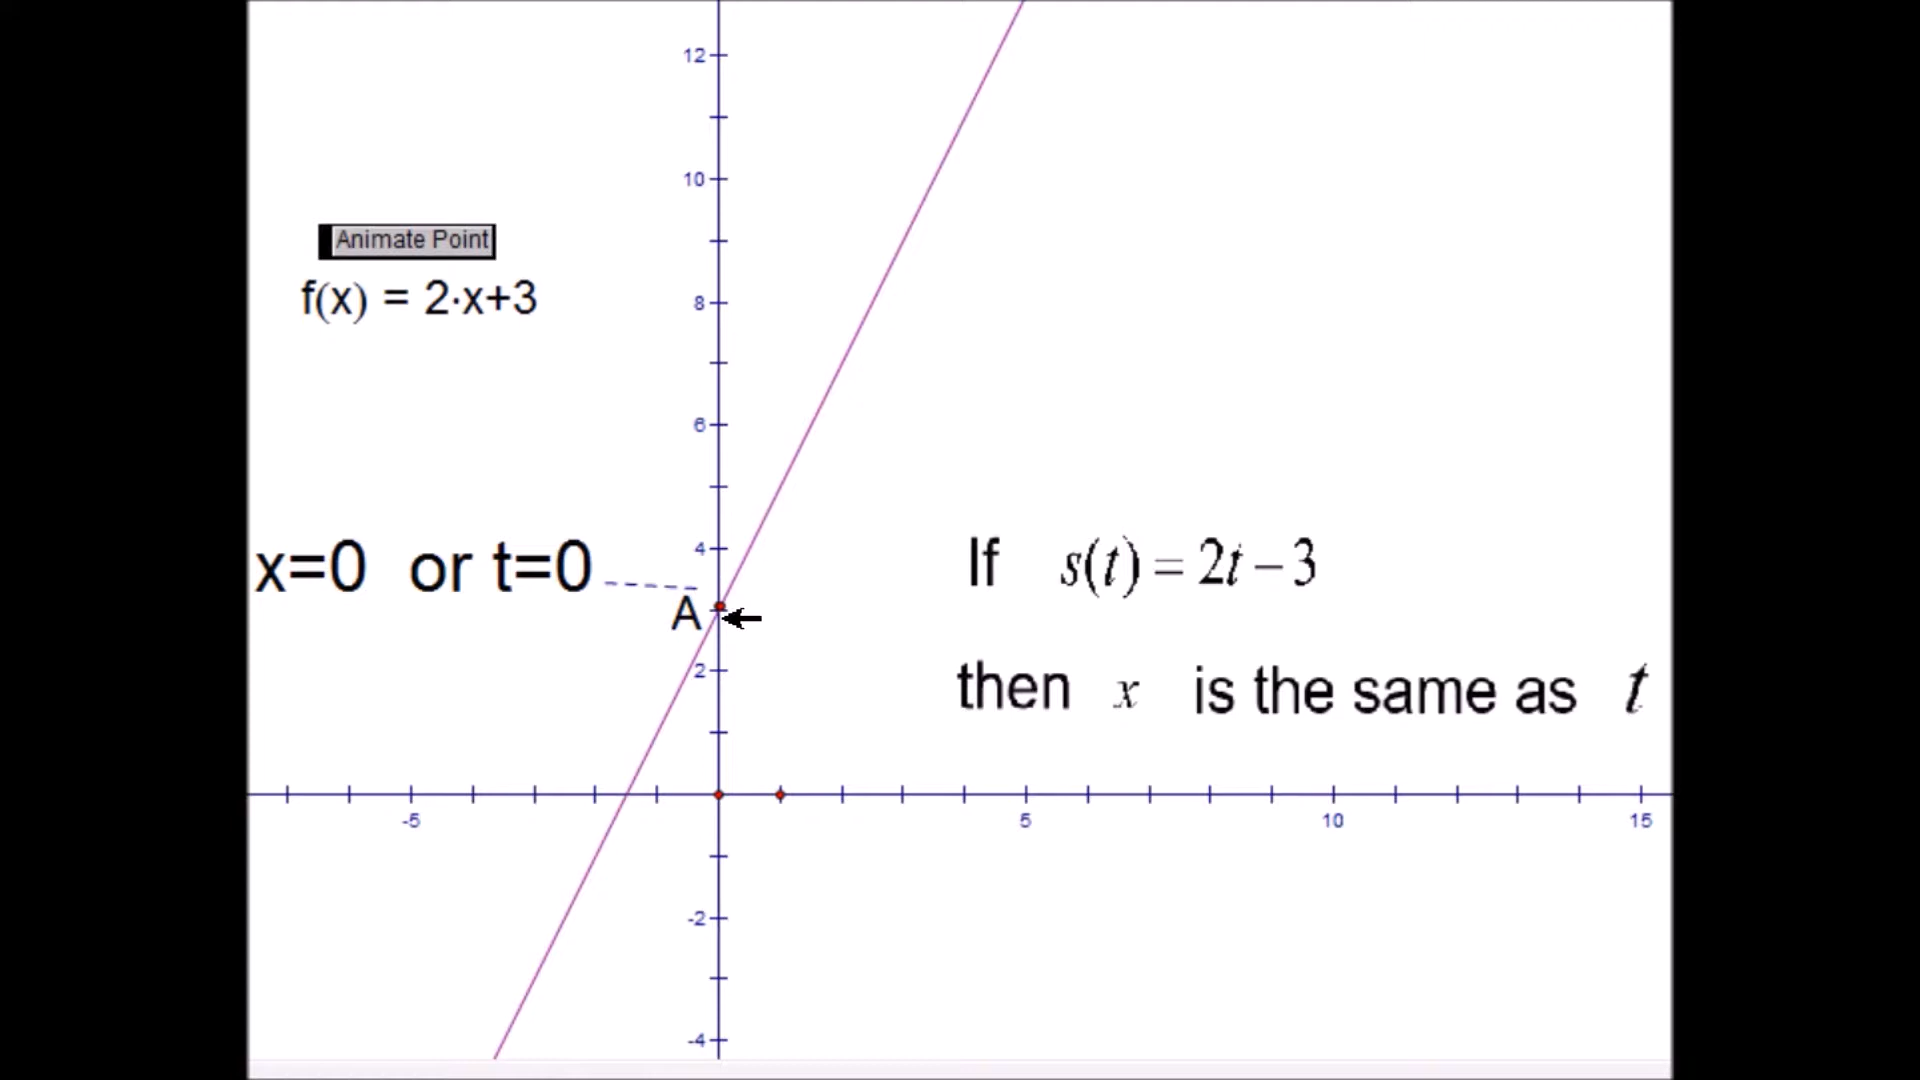 12
10
Animate Point
f(x) = 2·x+3
8
6
x=0 or t=0
4
If s(t) = 2t − 3
A
2
then x is the same as t
-5
5
10
15
-2
-4